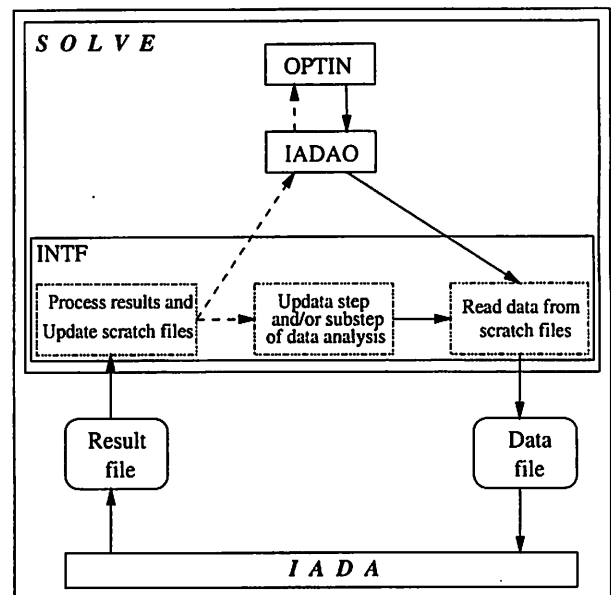 S O L V E
OPTIN
IADAO
INTF
Process results and
Update scratch files
Updata step
and/or substep
of data analysis
Read data from
scratch files
Result
file
Data
file
I A D A